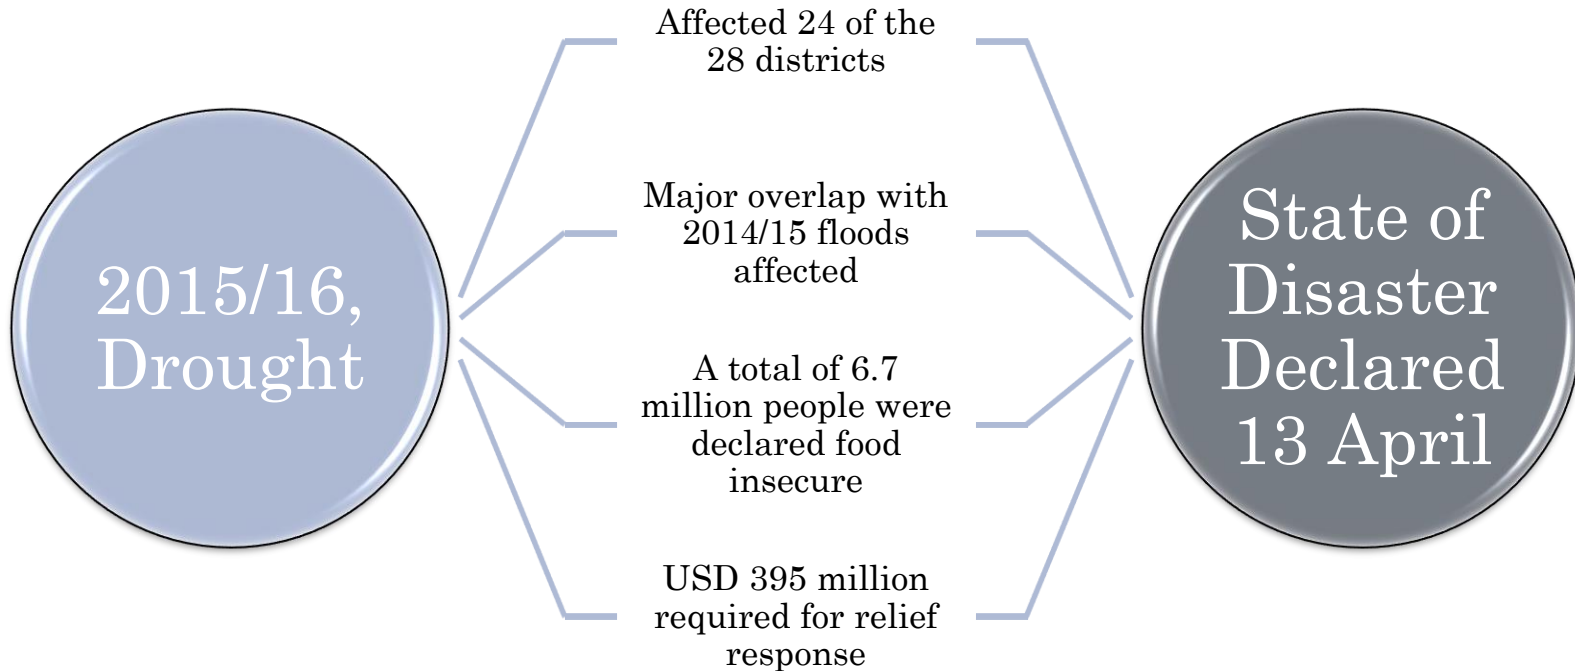 2015/16,
Drought
Affected 24 of the
28 districts
Major overlap with
2014/15 floods
affected
A total of 6.7
million people were
declared food
insecure
USD 395 million
required for relief
response
State of
Disaster
Declared
13 April